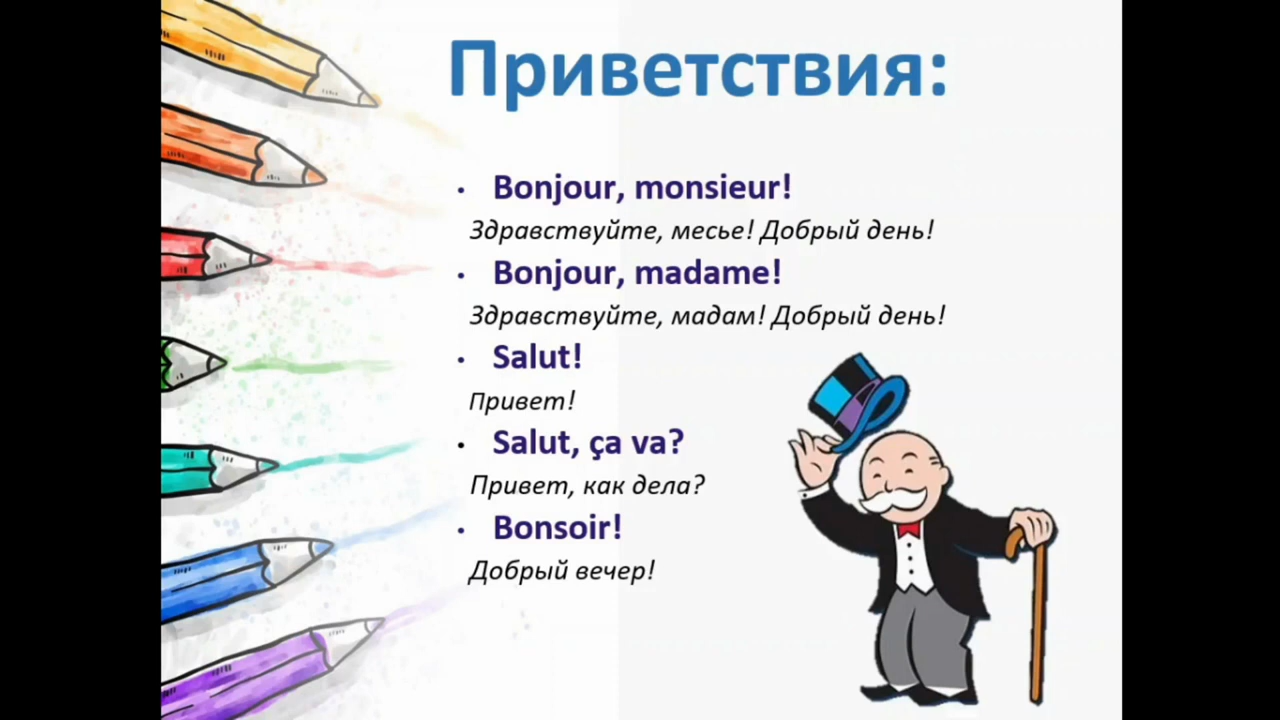 Приветствия:
• Bonjour, monsieur!
Здравствуйте, месье! Добрый день!
• Bonjour, madame!
Здравствуйте, мадам! Добрый день!
• Salut!
Привет!
• Salut, ça va?
Привет, как дела?
• Bonsoir!
Добрый вечер!